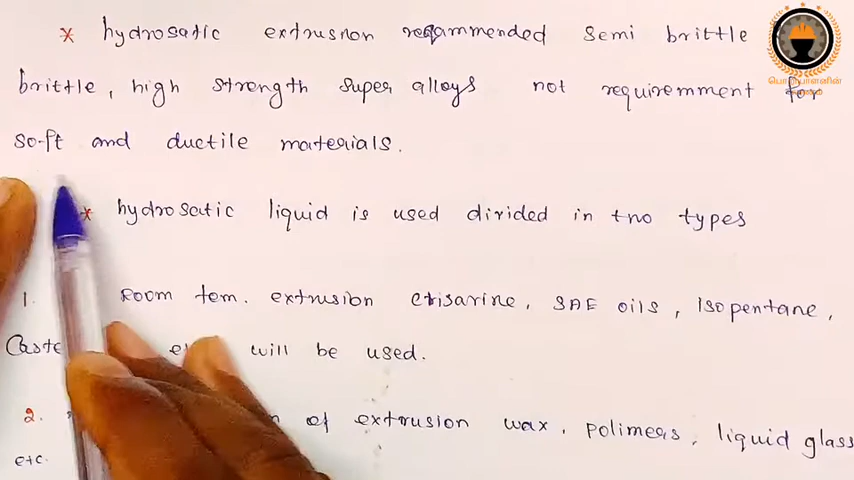 * hydrosatic extrusion reqammended semi brittle
brittle, high strength super alloys not requiremment for
soft and ductile materials.
* hydrosatic liquid is used divided in two types
1. Room tem. extrusion crisarine, SAE oils, isopentane,
Caste will be used.
2. of extrusion wax, polimers, liquid glass
etc.